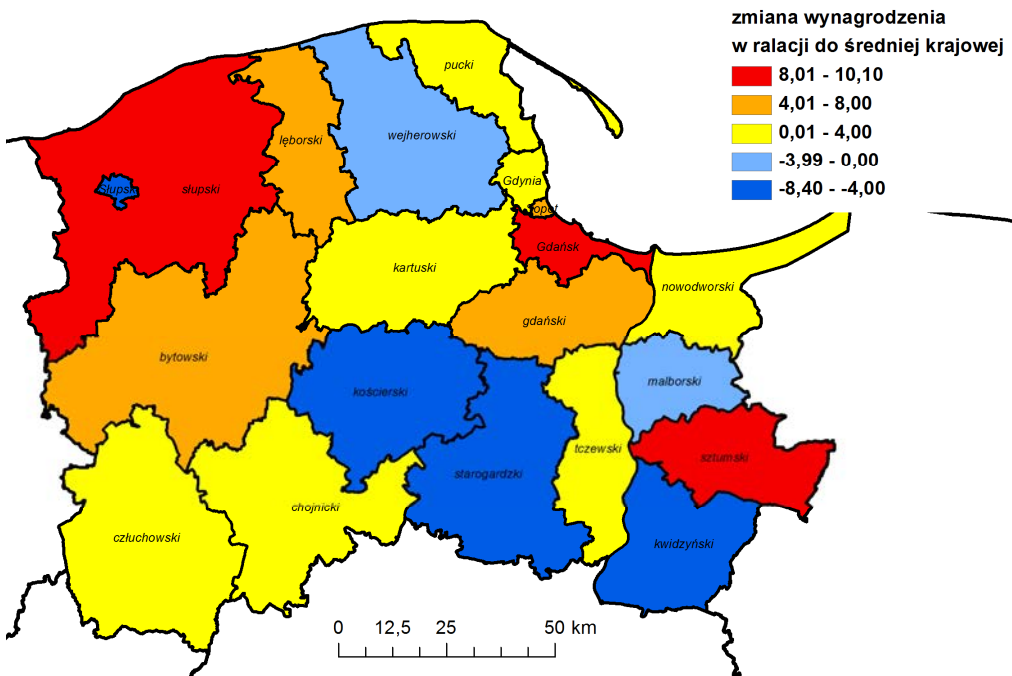 zmiana wynagrodzenia
w ralacji do średniej krajowej
8,01 - 10,10
4,01 - 8,00
0,01 - 4,00
-3,99 - 0,00
-8,40 - -4,00
pucki
wejherowski
lęborski
Słupsk
słupski
Gdynia
opot
Gdańsk
kartuski
nowodworski
gdański
bytowski
malborski
kościerski
tczewski
sztumski
starogardzki
chojnicki
człuchowski
kwidzyński
0 12,5 25 50 km